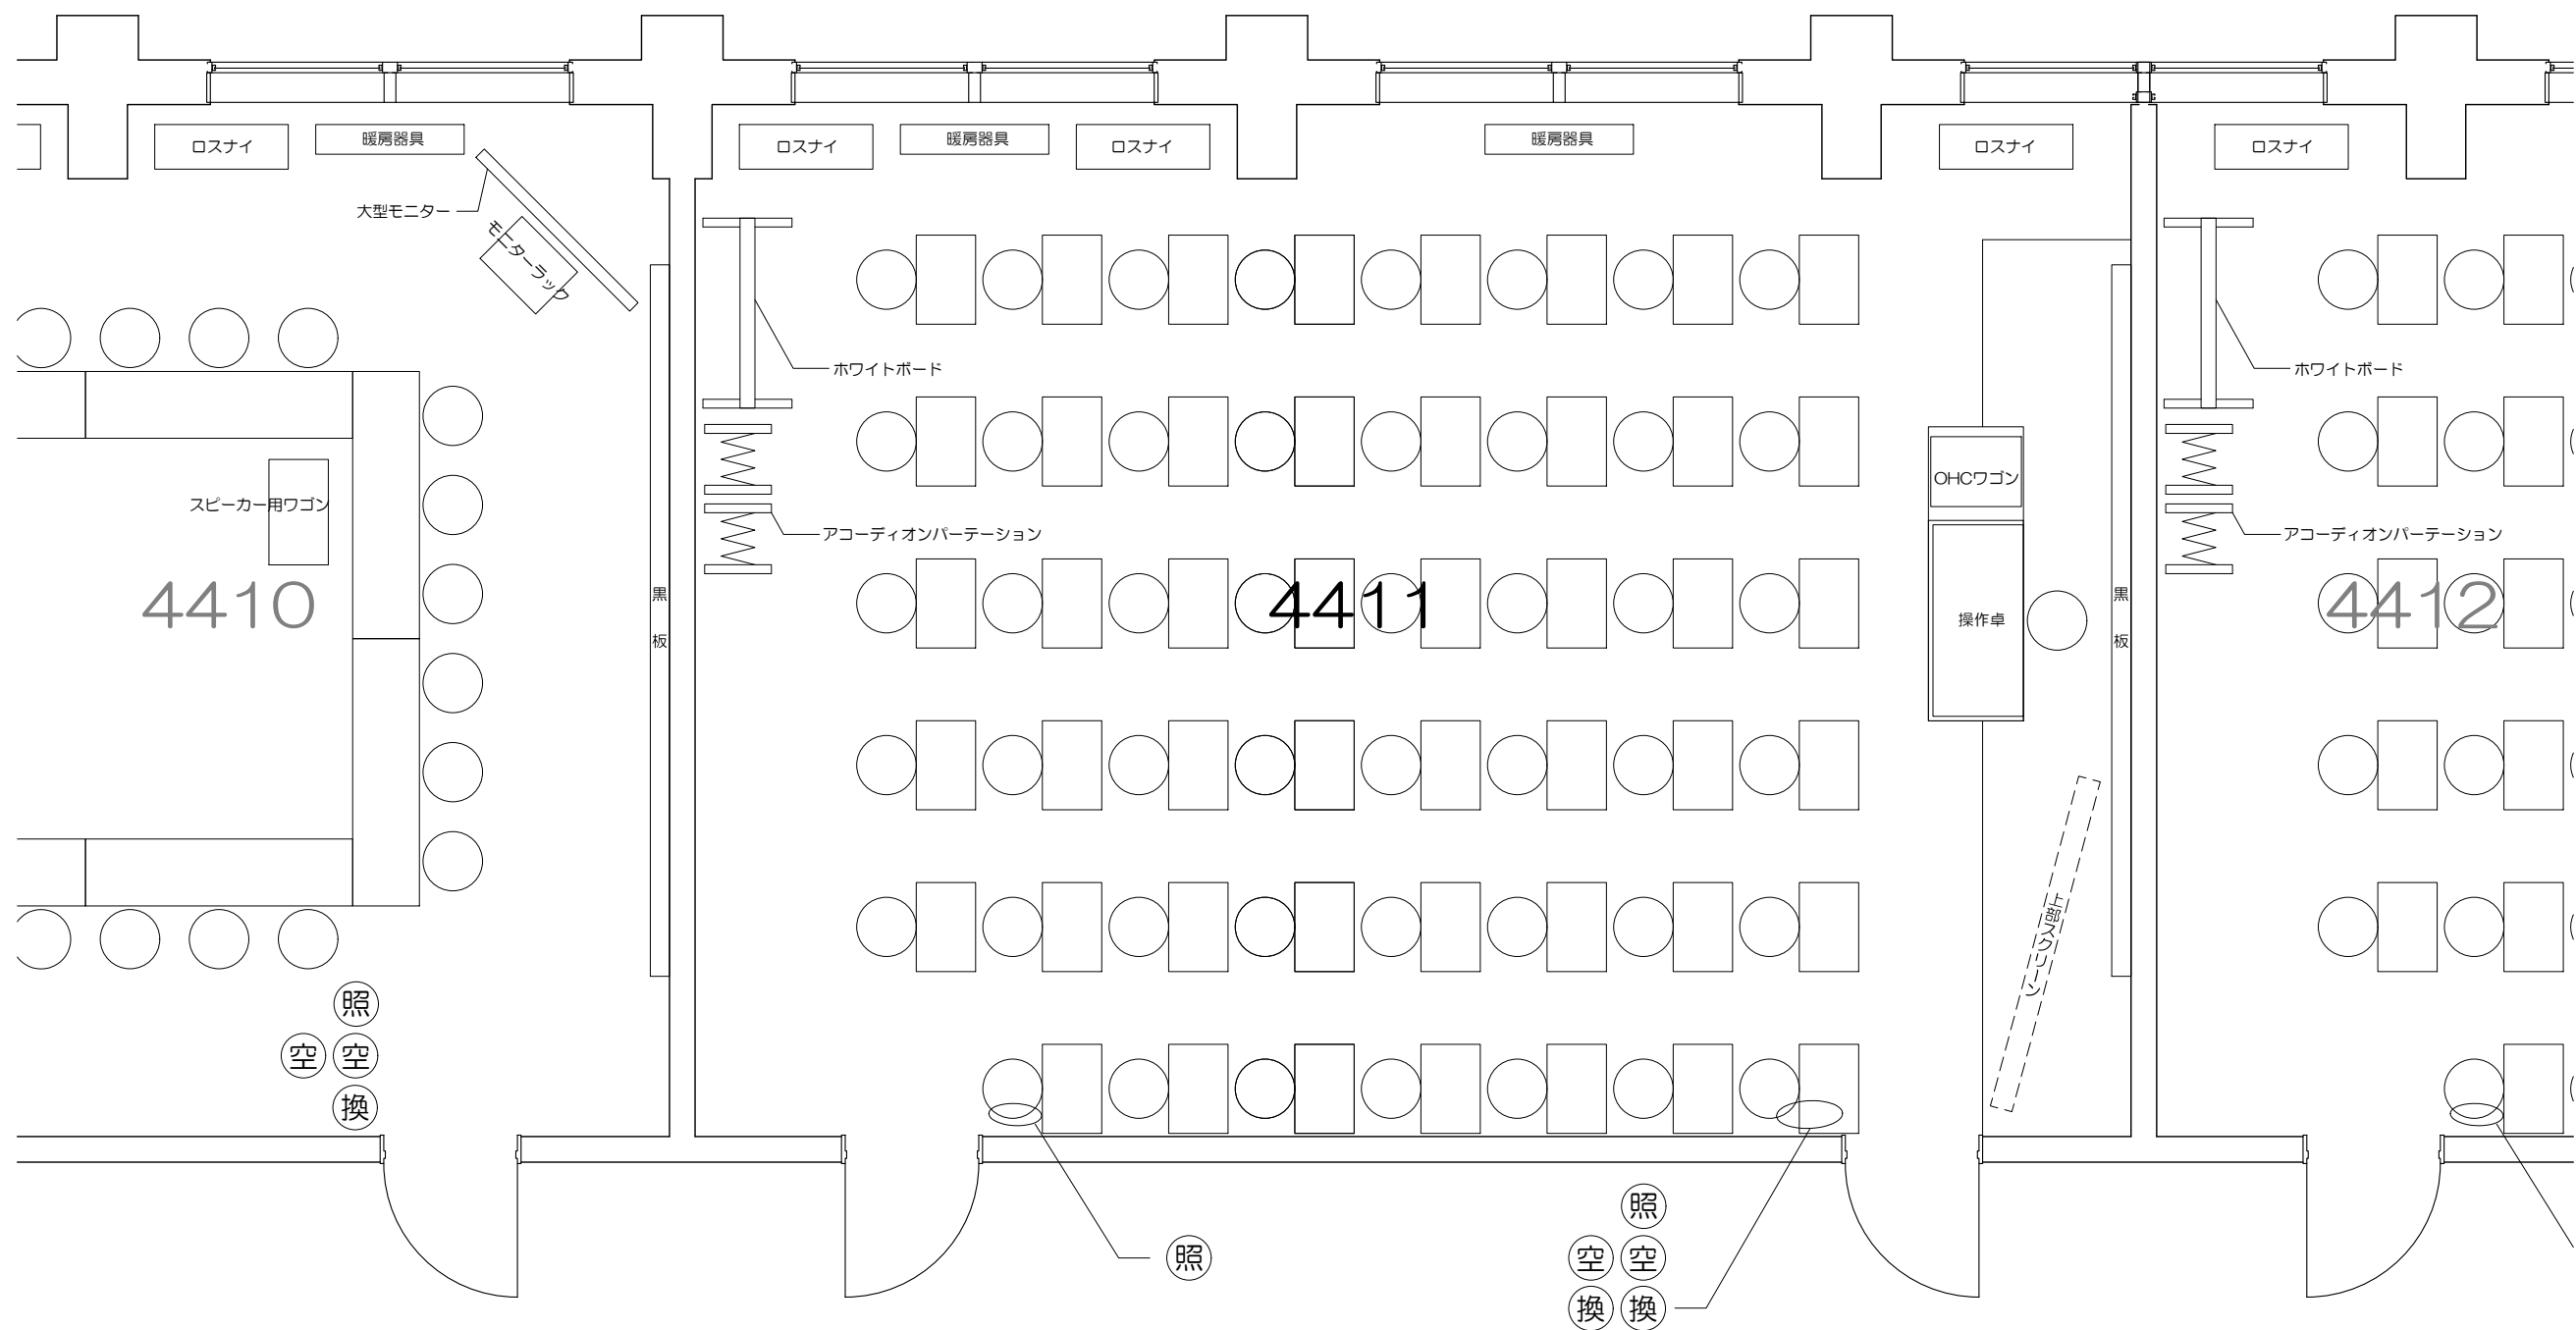 ロスナイ
暖房器具
ロスナイ
暖房器具
ロスナイ
暖房器具
ロスナイ
ロスナイ
大型モニター
モニターラック
ホワイトボード
ホワイトボード
スピーカー用ワゴン
OHCワゴン
アコーディオンパーテーション
アコーディオンパーテーション
4410
黒板
4411
操作卓
黒板
4412
上部スクリーン
照
空 空
換
照
照
空 空
換 換